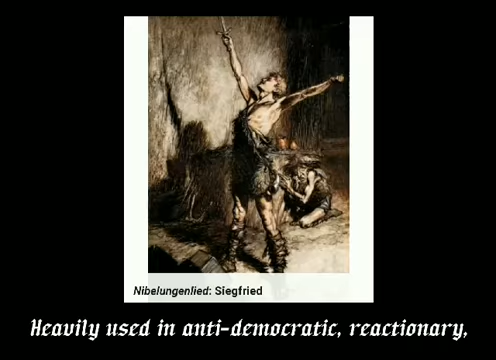 Nibelungenlied: Siegfried
Heavily used in anti-democratic, reactionary,